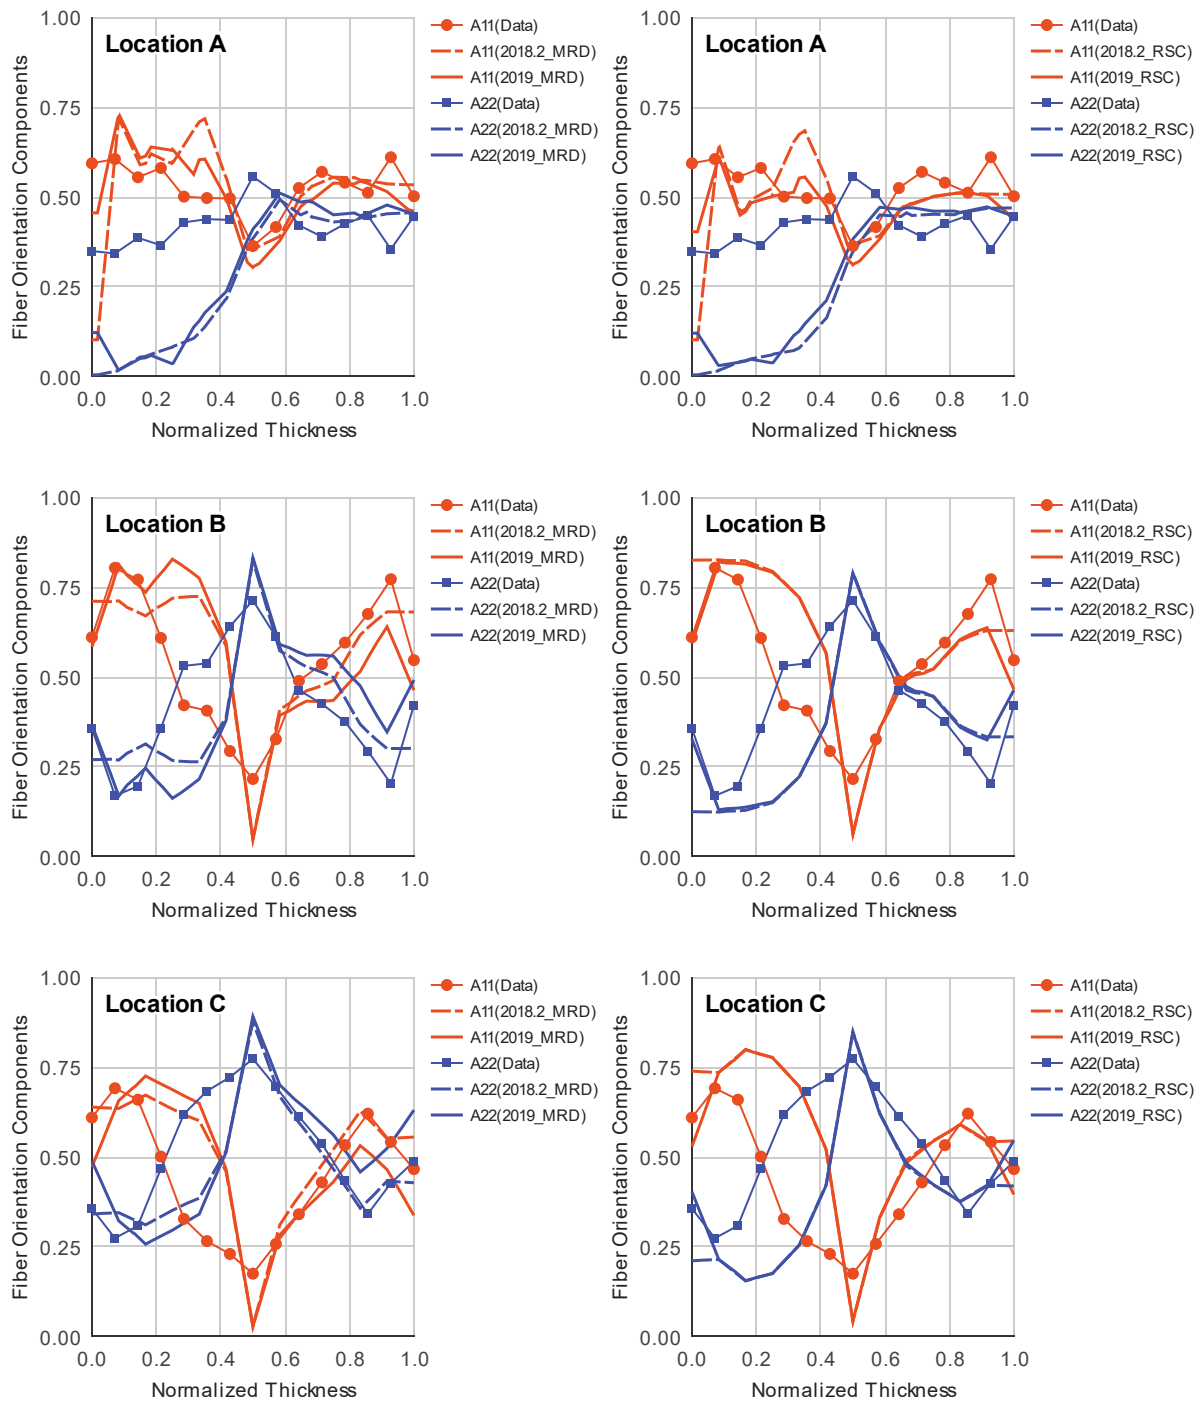 Location A
Fiber Orientation Components
1.00
0.75
0.50
0.25
0.00
0.0 0.2 0.4 0.6 0.8 1.0
Normalized Thickness
A11(Data)
A11(2018.2_MRD)
A11(2019_MRD)
A22(Data)
A22(2018.2_MRD)
A22(2019_MRD)
Location A
Fiber Orientation Components
1.00
0.75
0.50
0.25
0.00
0.0 0.2 0.4 0.6 0.8 1.0
Normalized Thickness
A11(Data)
A11(2018.2_RSC)
A11(2019_RSC)
A22(Data)
A22(2018.2_RSC)
A22(2019_RSC)
Location B
Fiber Orientation Components
1.00
0.75
0.50
0.25
0.00
0.0 0.2 0.4 0.6 0.8 1.0
Normalized Thickness
A11(Data)
A11(2018.2_MRD)
A11(2019_MRD)
A22(Data)
A22(2018.2_MRD)
A22(2019_MRD)
Location B
Fiber Orientation Components
1.00
0.75
0.50
0.25
0.00
0.0 0.2 0.4 0.6 0.8 1.0
Normalized Thickness
A11(Data)
A11(2018.2_RSC)
A11(2019_RSC)
A22(Data)
A22(2018.2_RSC)
A22(2019_RSC)
Location C
Fiber Orientation Components
1.00
0.75
0.50
0.25
0.00
0.0 0.2 0.4 0.6 0.8 1.0
Normalized Thickness
A11(Data)
A11(2018.2_MRD)
A11(2019_MRD)
A22(Data)
A22(2018.2_MRD)
A22(2019_MRD)
Location C
Fiber Orientation Components
1.00
0.75
0.50
0.25
0.00
0.0 0.2 0.4 0.6 0.8 1.0
Normalized Thickness
A11(Data)
A11(2018.2_RSC)
A11(2019_RSC)
A22(Data)
A22(2018.2_RSC)
A22(2019_RSC)